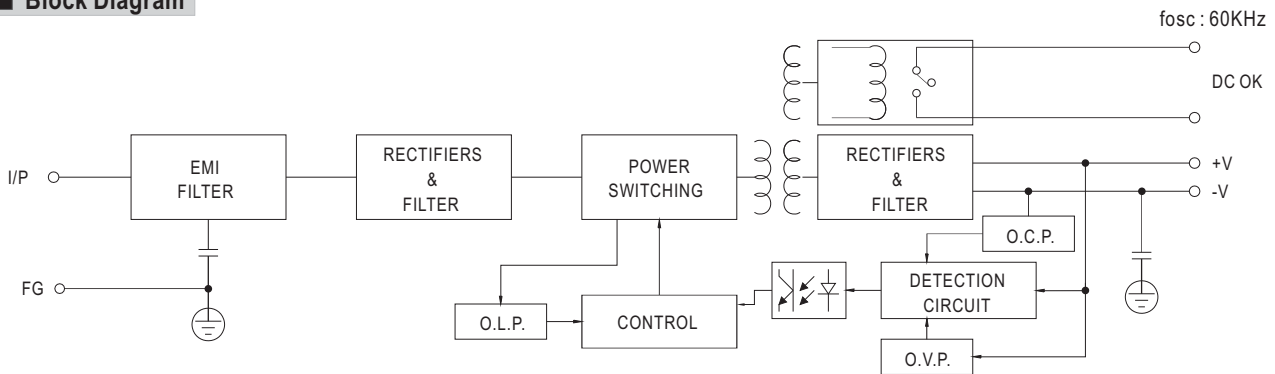 ■ Block Diagram
fosc : 60KHz
DC OK
I/P
EMI
FILTER
RECTIFIERS
&
FILTER
POWER
SWITCHING
RECTIFIERS
&
FILTER
+V
-V
O.C.P.
FG
O.L.P.
CONTROL
DETECTION
CIRCUIT
O.V.P.